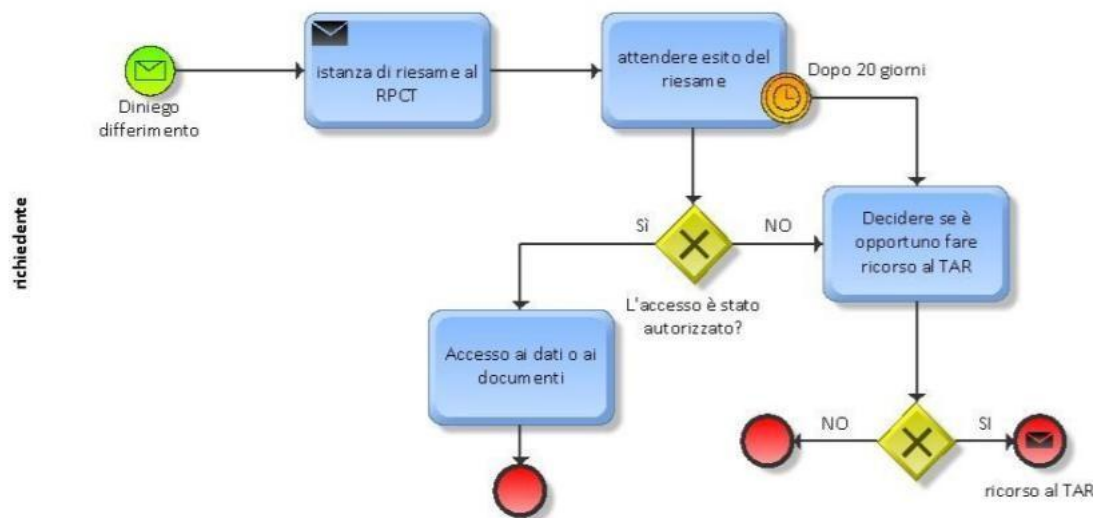 richiedente
Diniego
differimento
istanza di riesame al
RPCT
attendere esito del
riesame
Dopo 20 giorni
Sì
NO
L'accesso è stato
autorizzato?
Decidere se è
opportuno fare
ricorso al TAR
Accesso ai dati o ai
documenti
NO
SI
ricorso al TAR